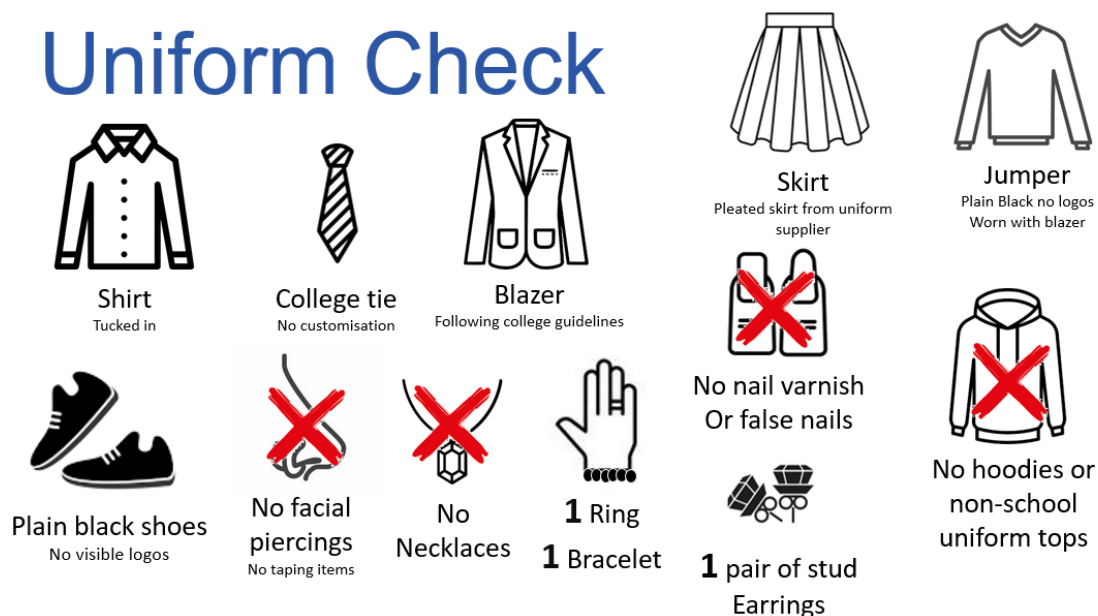 Uniform Check
Shirt
Tucked in
College tie
No customisation
Blazer
Following college guidelines
Skirt
Pleated skirt from uniform
supplier
Jumper
Plain Black no logos
Worn with blazer
Plain black shoes
No visible logos
No facial
piercings
No taping items
No
Necklaces
1 Ring
1 Bracelet
No nail varnish
Or false nails
1 pair of stud
Earrings
No hoodies or
non-school
uniform tops